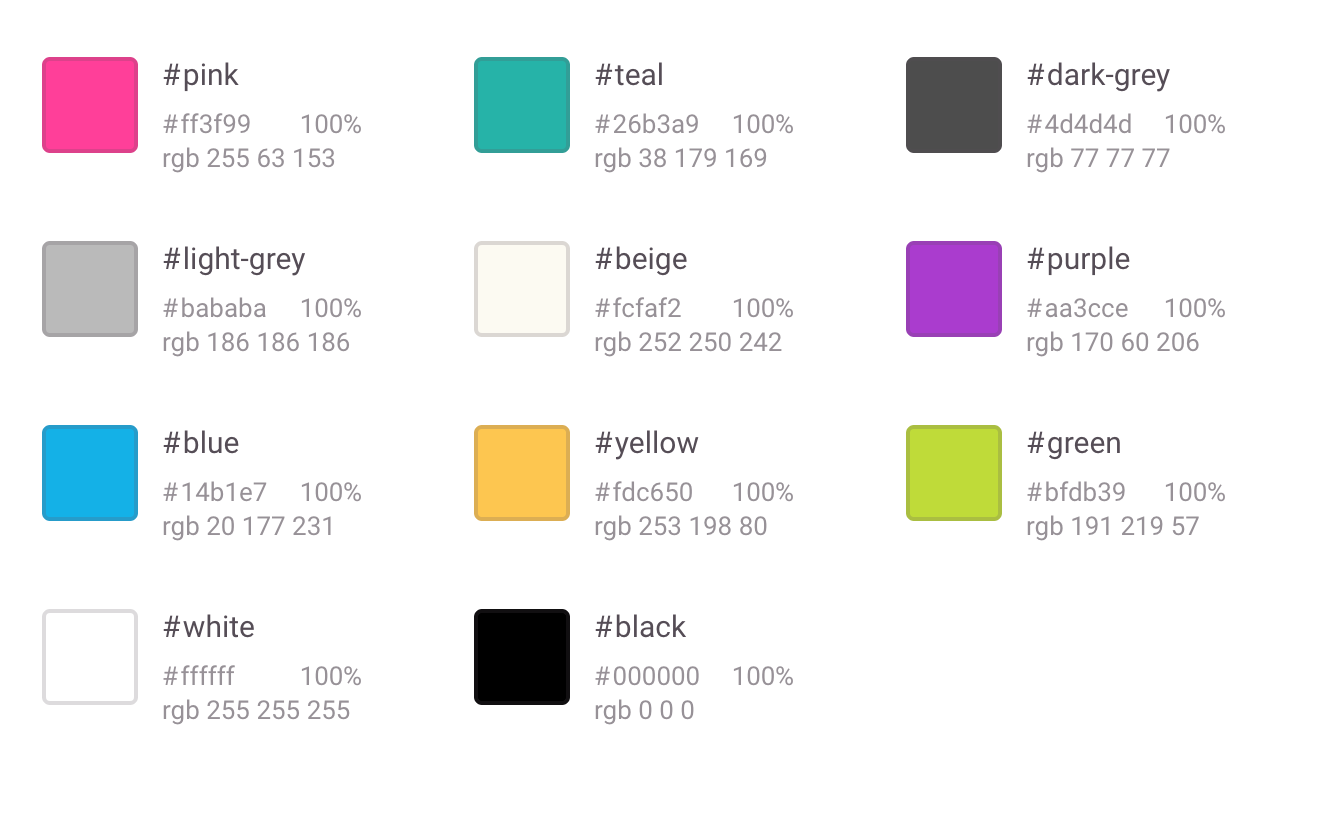 #pink
#ff3f99 100%
rgb 255 63 153
#teal
#26b3a9 100%
rgb 38 179 169
#dark-grey
#4d4d4d 100%
rgb 77 77 77
#light-grey
#bababa 100%
rgb 186 186 186
#beige
#fcfaf2 100%
rgb 252 250 242
#purple
#aa3cce 100%
rgb 170 60 206
#blue
#14b1e7 100%
rgb 20 177 231
#yellow
#fdc650 100%
rgb 253 198 80
#green
#bfdb39 100%
rgb 191 219 57
#white
#ffffff 100%
rgb 255 255 255
#black
#000000 100%
rgb 0 0 0